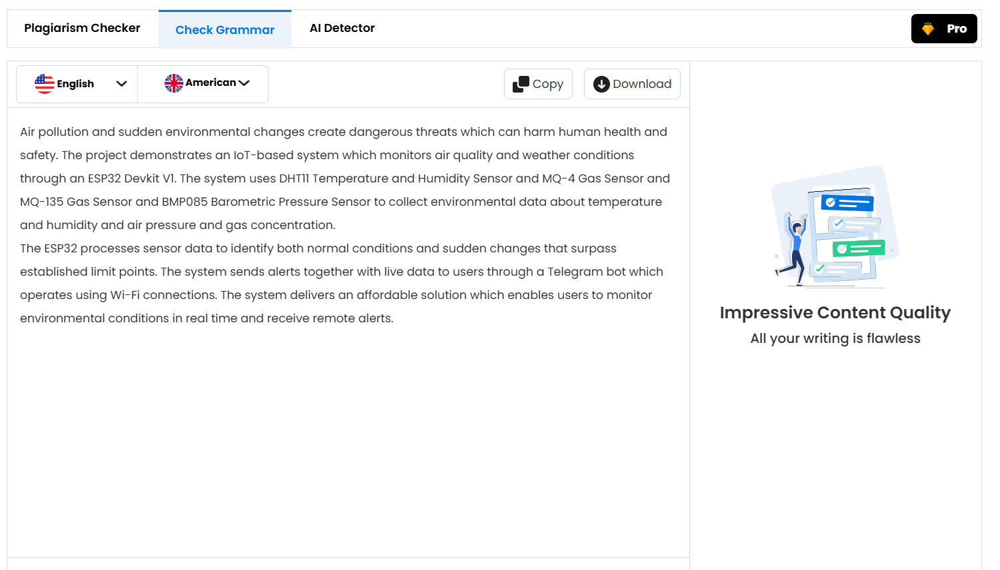 Plagiarism Checker
Check Grammar
AI Detector
Pro
English
American
Copy
Download
Air pollution and sudden environmental changes create dangerous threats which can harm human health and
safety. The project demonstrates an IoT-based system which monitors air quality and weather conditions
through an ESP32 Devkit V1. The system uses DHT11 Temperature and Humidity Sensor and MQ-4 Gas Sensor and
MQ-135 Gas Sensor and BMP085 Barometric Pressure Sensor to collect environmental data about temperature
and humidity and air pressure and gas concentration.
The ESP32 processes sensor data to identify both normal conditions and sudden changes that surpass
established limit points. The system sends alerts together with live data to users through a Telegram bot which
operates using Wi-Fi connections. The system delivers an affordable solution which enables users to monitor
environmental conditions in real time and receive remote alerts.
Impressive Content Quality
All your writing is flawless